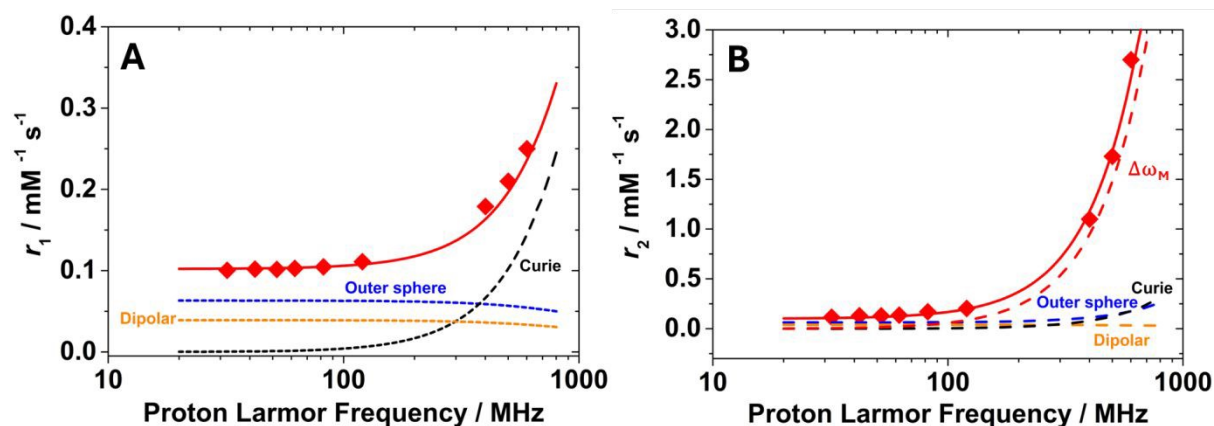 A
0.4
0.3
0.2
0.1
0.0
r₁ / mM ⁻¹ s⁻¹
Outer sphere
Dipolar
Curie
10
100
1000
Proton Larmor Frequency / MHz
B
3.0
2.5
2.0
1.5
1.0
0.5
0.0
r₂ / mM ⁻¹ s⁻¹
Δω_M
Curie
Outer sphere
Dipolar
10
100
1000
Proton Larmor Frequency / MHz